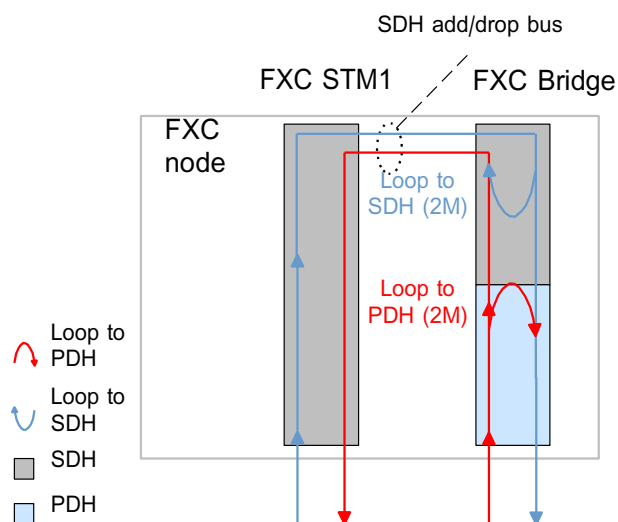 SDH add/drop bus
FXC STM1
FXC Bridge
FXC
node
Loop to
SDH (2M)
Loop to
PDH (2M)
Loop to
PDH
Loop to
SDH
SDH
PDH